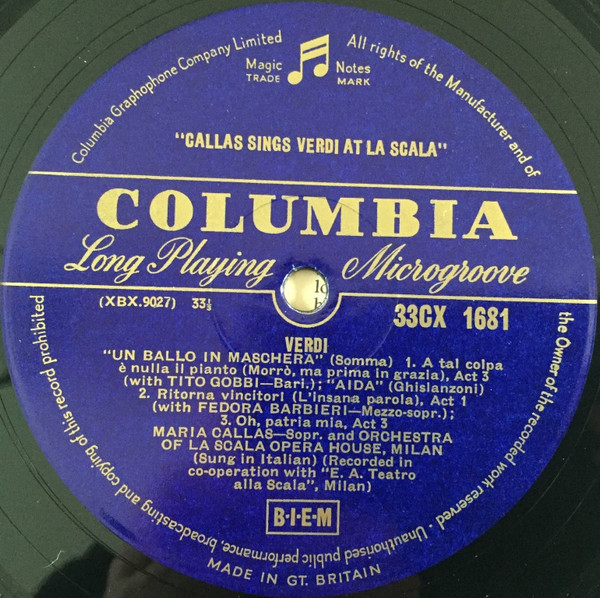 Columbia Graphophone Company Limited
All rights of the Manufacturer and of
the Owner of the recorded work reserved · Unauthorised public performance, broadcasting and copying of this record prohibited
Magic Notes
TRADE MARK
"CALLAS SINGS VERDI AT LA SCALA"
COLUMBIA
Long Playing Microgroove
(XBX.9027) 33⅓
33CX 1681
VERDI
"UN BALLO IN MASCHERA" (Somma) 1. A tal colpa
è nulla il pianto (Morrò, ma prima in grazia), Act 3
(with TITO GOBBI—Bari.); "AIDA" (Ghislanzoni)
2. Ritorna vincitor! (L'insana parola), Act 1
(with FEDORA BARBIERI—Mezzo-sopr.);
3. Oh, patria mia, Act 3
MARIA CALLAS—Sopr. and ORCHESTRA
OF LA SCALA OPERA HOUSE, MILAN
(Sung in Italian) (Recorded in
co-operation with "E. A. Teatro
alla Scala", Milan)
B·I·E·M
MADE IN GT. BRITAIN